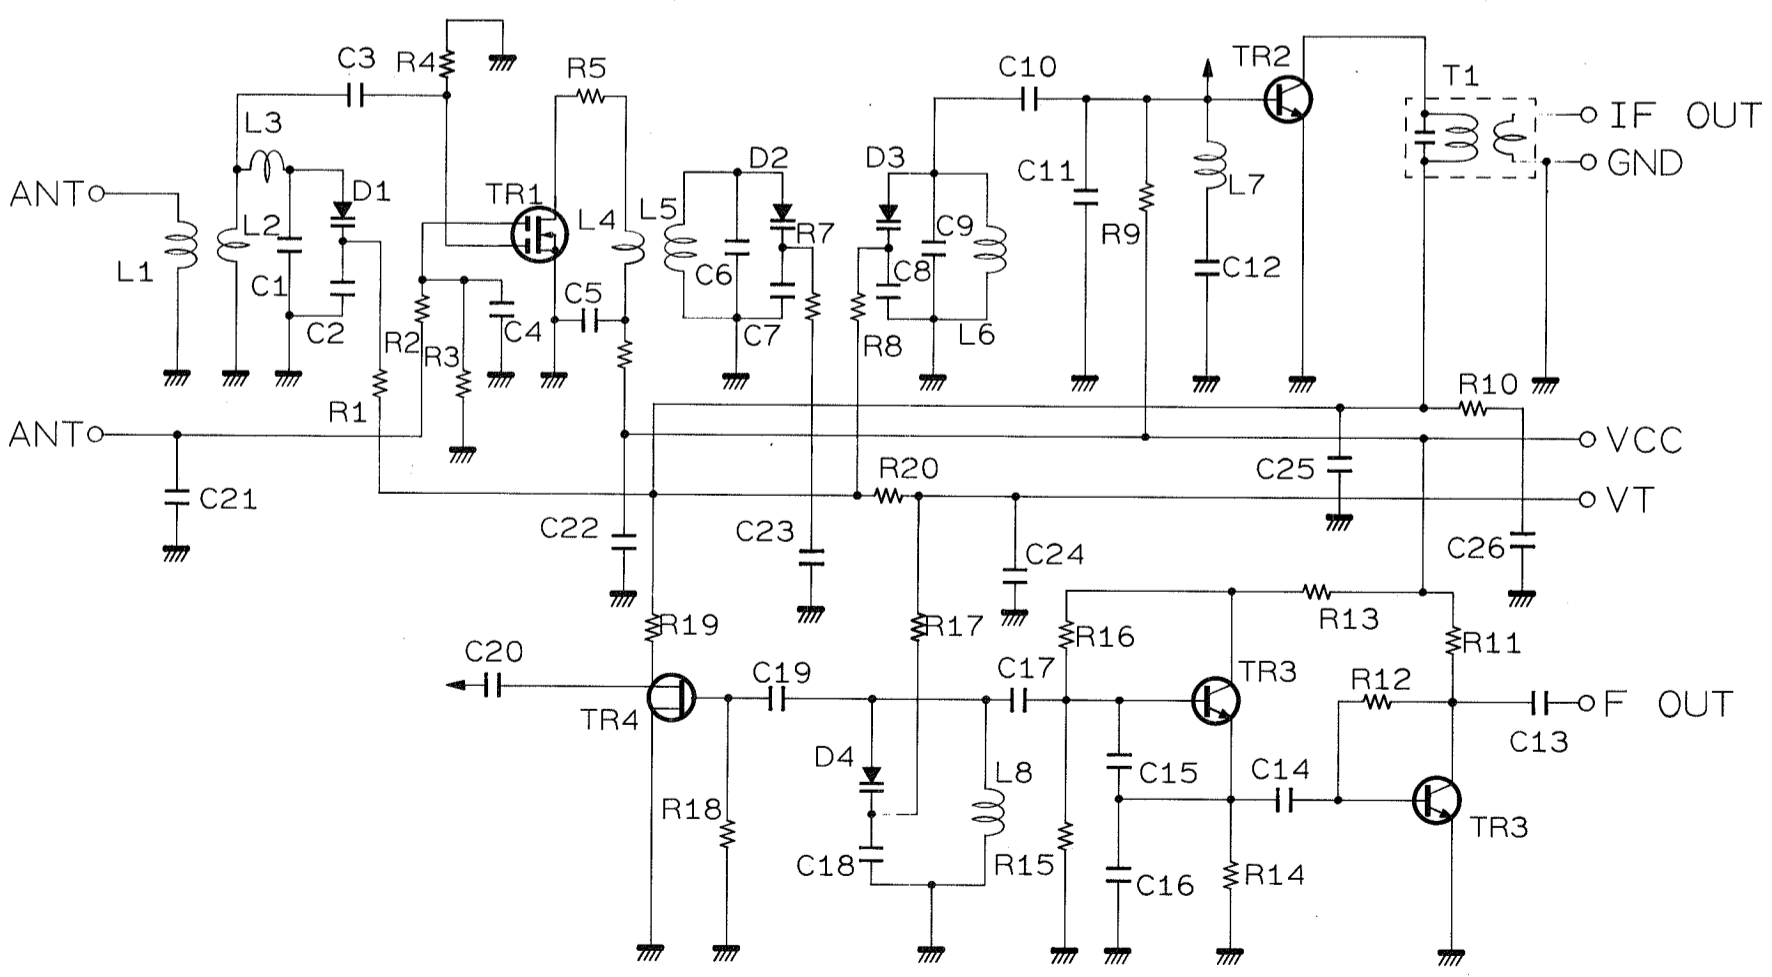 C3
R4
R5
C10
TR2
T1
IF OUT
GND
L3
D1
ANT
L2
L1
C1
C2
TR1
L4
L5
D2
R7
D3
C11
R9
L7
C12
C9
C8
C6
C7
C5
C4
R2
R3
R1
R8
L6
R10
ANT
VCC
R20
C25
VT
C21
C22
C23
C24
C26
R19
R17
R16
R13
R11
C20
TR4
C19
C17
TR3
R12
F OUT
C13
D4
L8
C15
C14
R18
C18
R15
C16
R14
TR3